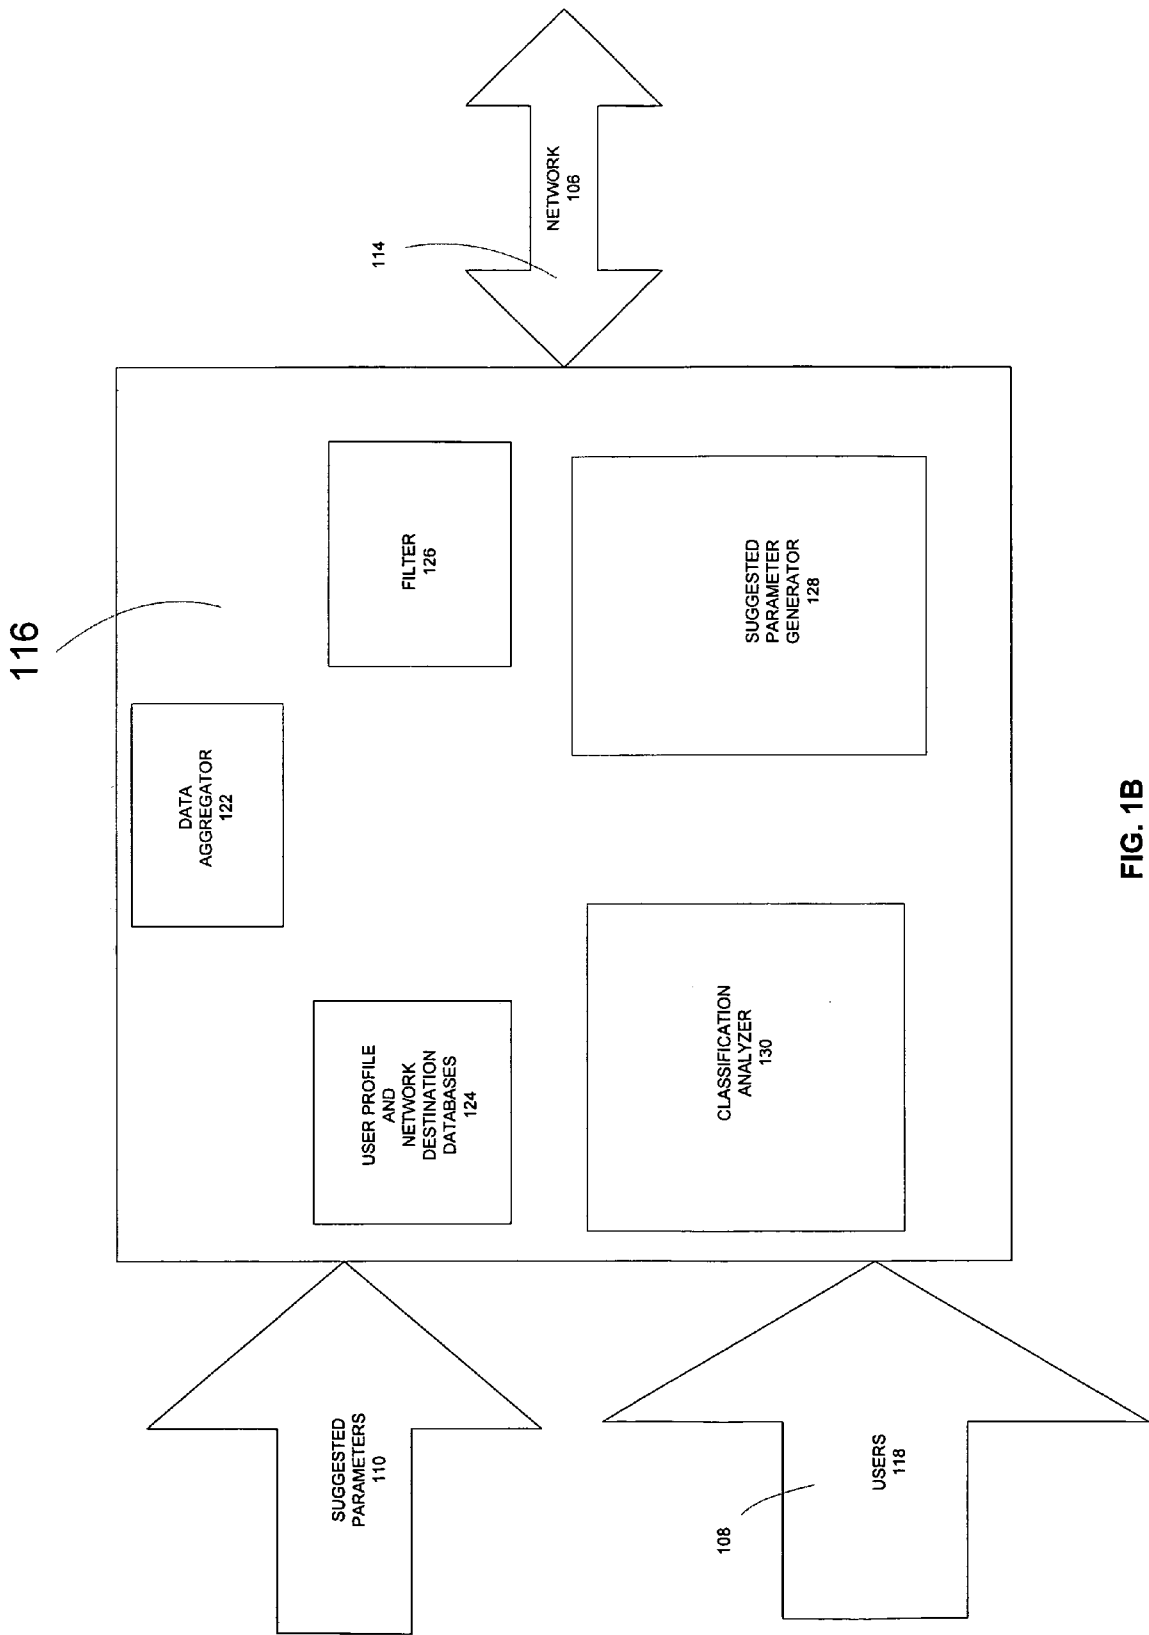 116
DATA
AGGREGATOR
122
SUGGESTED
PARAMETERS
110
USER PROFILE
AND
NETWORK
DESTINATION
DATABASES
124
FILTER
126
114
NETWORK
106
108
USERS
118
CLASSIFICATION
ANALYZER
130
SUGGESTED
PARAMETER
GENERATOR
128
FIG. 1B